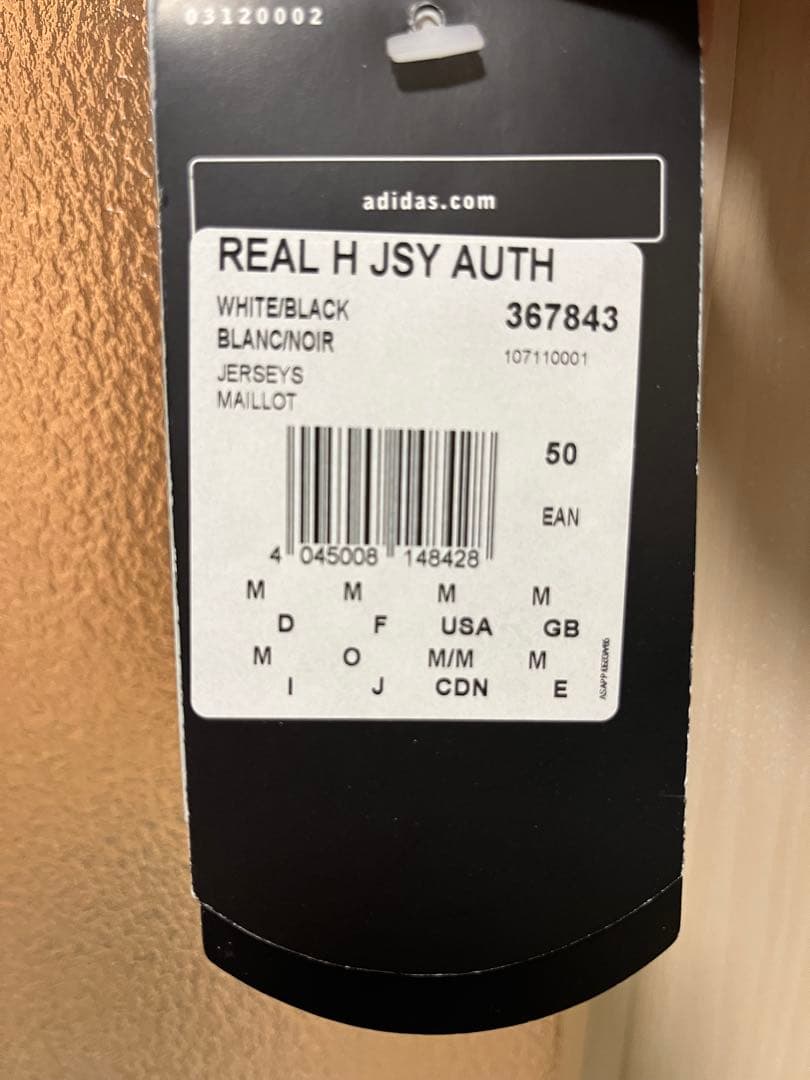 03120002
adidas.com
REAL H JSY AUTH
WHITE/BLACK 367843
BLANC/NOIR 107110001
JERSEYS
MAILLOT
50
EAN
4 045008 148428
M M M M
D F USA GB
M O M/M M
I J CDN E